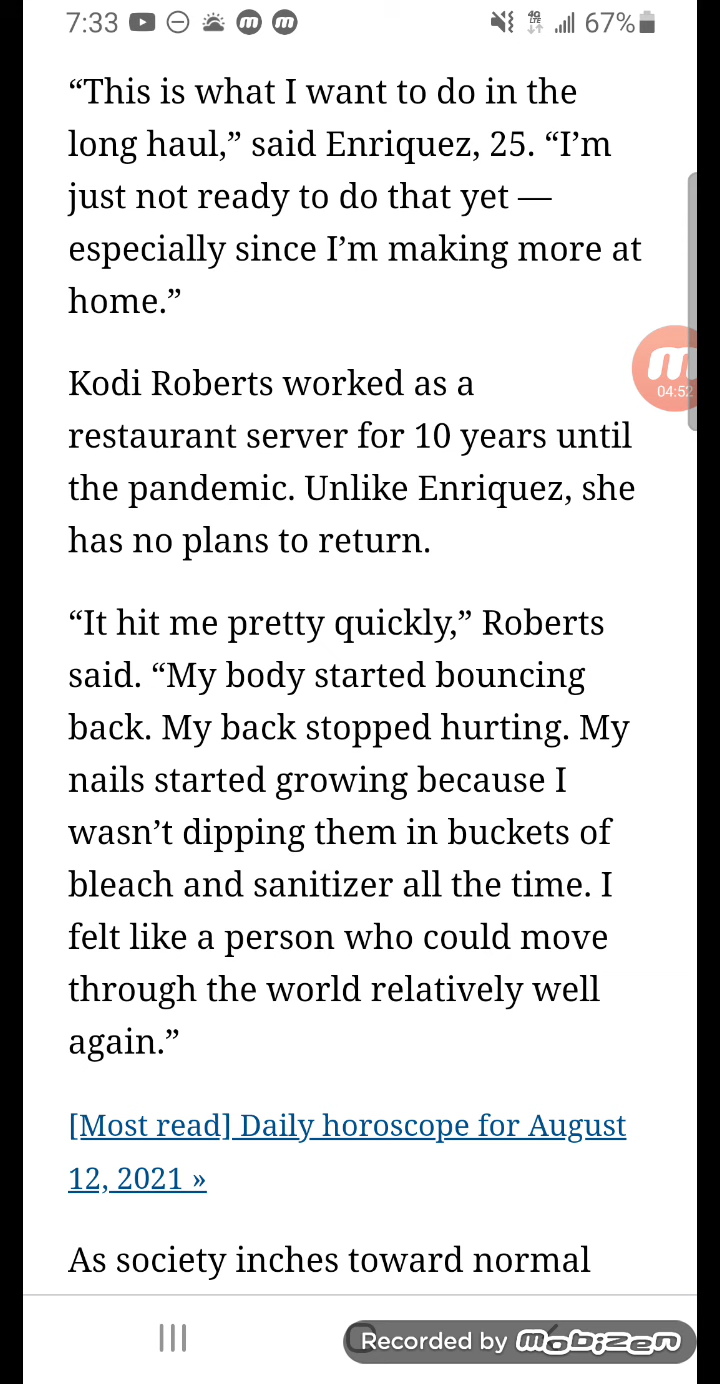 7:33 m m 4G LTE 67%
“This is what I want to do in the
long haul,” said Enriquez, 25. “I’m
just not ready to do that yet —
especially since I’m making more at
home.”
m
04:52
Kodi Roberts worked as a
restaurant server for 10 years until
the pandemic. Unlike Enriquez, she
has no plans to return.
“It hit me pretty quickly,” Roberts
said. “My body started bouncing
back. My back stopped hurting. My
nails started growing because I
wasn’t dipping them in buckets of
bleach and sanitizer all the time. I
felt like a person who could move
through the world relatively well
again.”
[Most read] Daily horoscope for August
12, 2021 »
As society inches toward normal
Recorded by mobizen